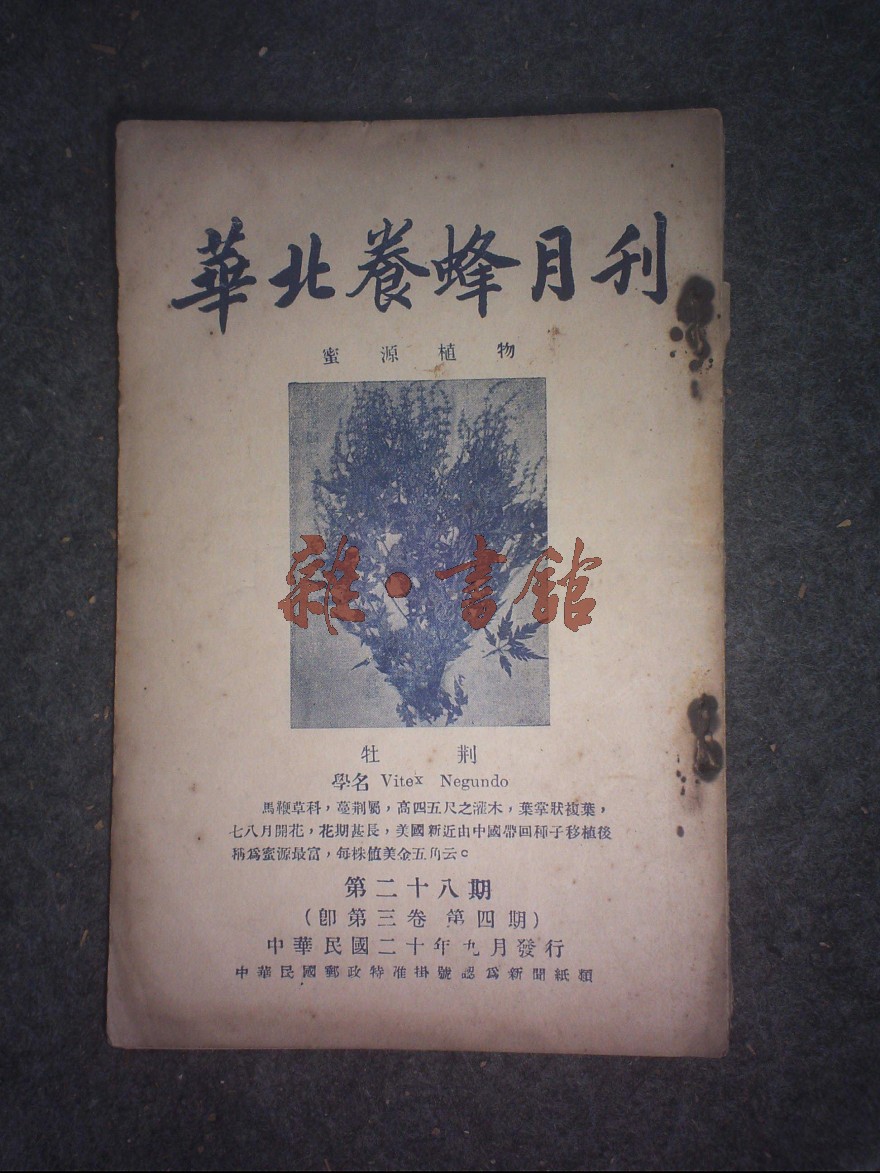 華北養蜂月刊
蜜源植物
雜·書館
牡荆
學名 Vitex Negundo
馬鞭草科，蔓荆屬，高四五尺之灌木，葉掌狀複葉，
七八月開花，花期甚長，美國新近由中國帶回種子移植後
稱爲蜜源最富，每株值美金五角云。
第二十八期
(卽第三卷 第四期)
中華民國二十年九月發行
中華民國郵政特准掛號認爲新聞紙類